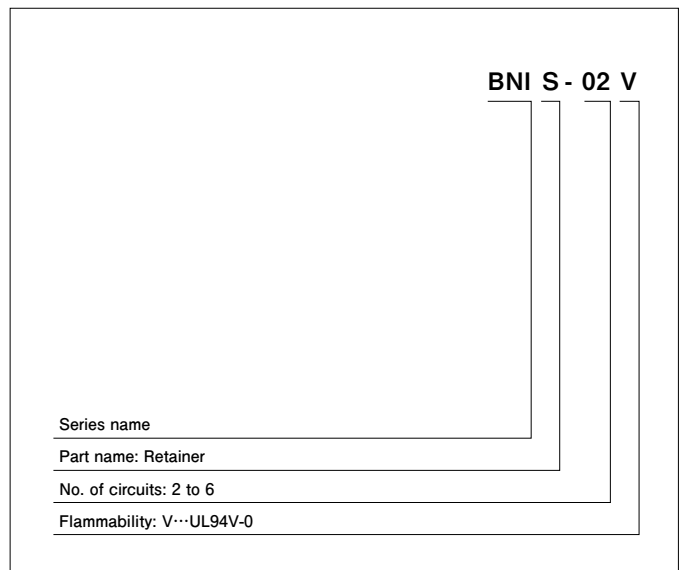 BNI S - 02 V
Series name
Part name: Retainer
No. of circuits: 2 to 6
Flammability: V⋯UL94V-0